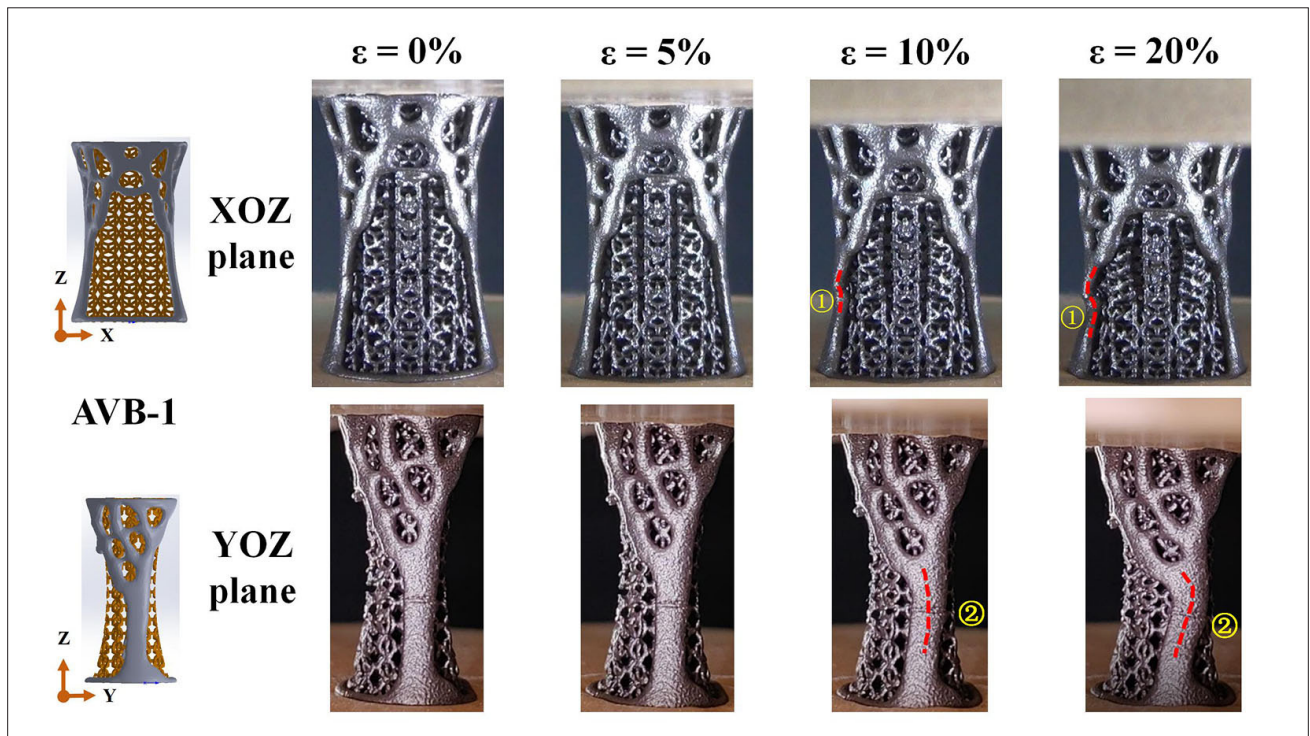 ε = 0%
ε = 5%
ε = 10%
ε = 20%
XOZ
plane
Z
X
①
①
AVB-1
YOZ
plane
Z
Y
②
②